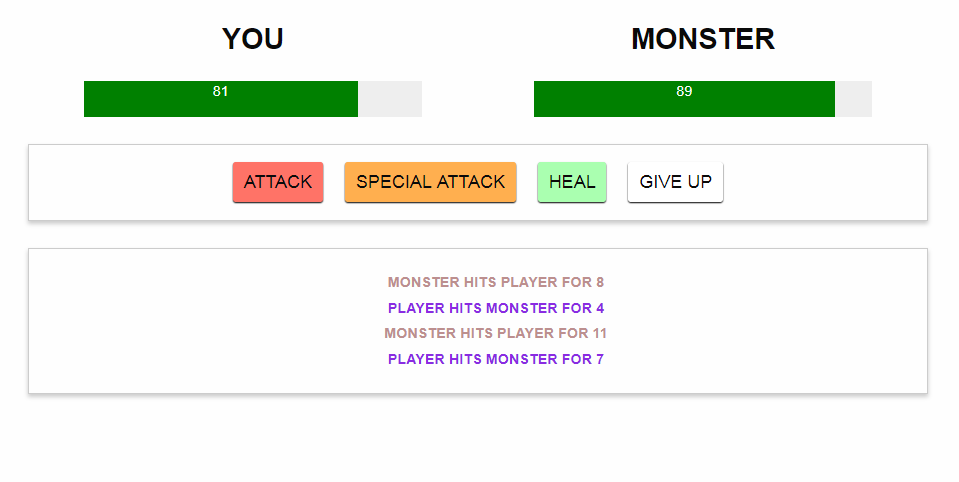 YOU
MONSTER
81
89
ATTACK
SPECIAL ATTACK
HEAL
GIVE UP
MONSTER HITS PLAYER FOR 8
PLAYER HITS MONSTER FOR 4
MONSTER HITS PLAYER FOR 11
PLAYER HITS MONSTER FOR 7